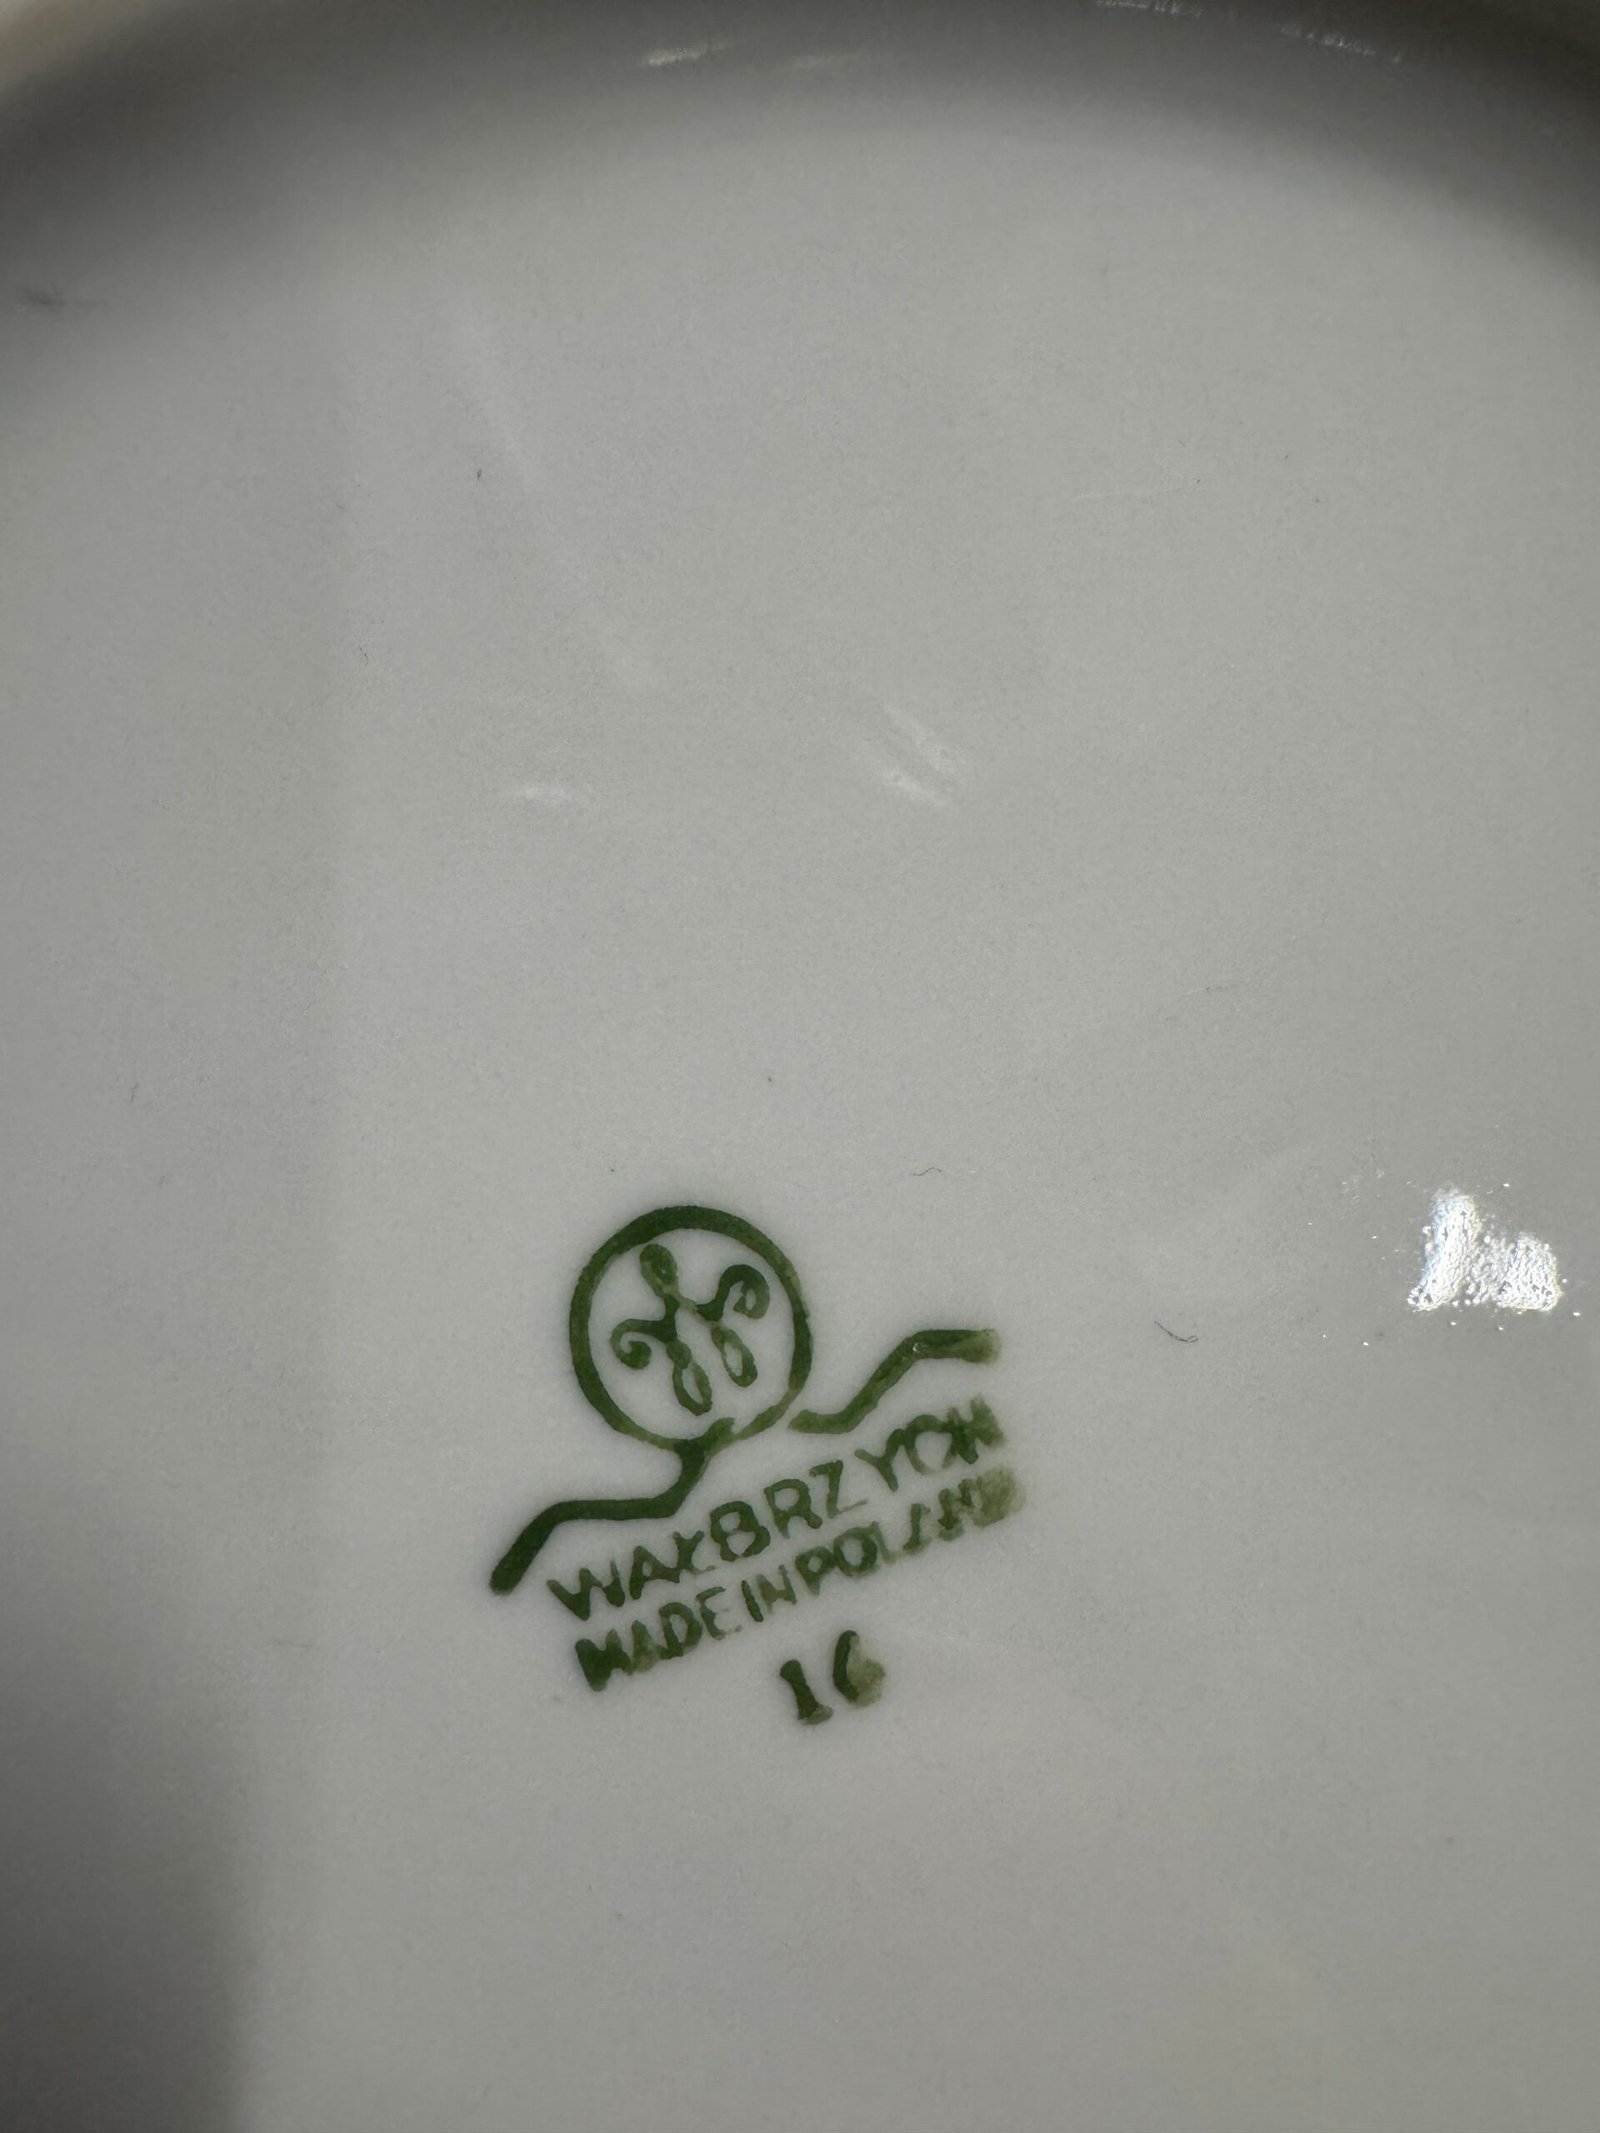 WAŁBRZYCH
MADE IN POLAND
16